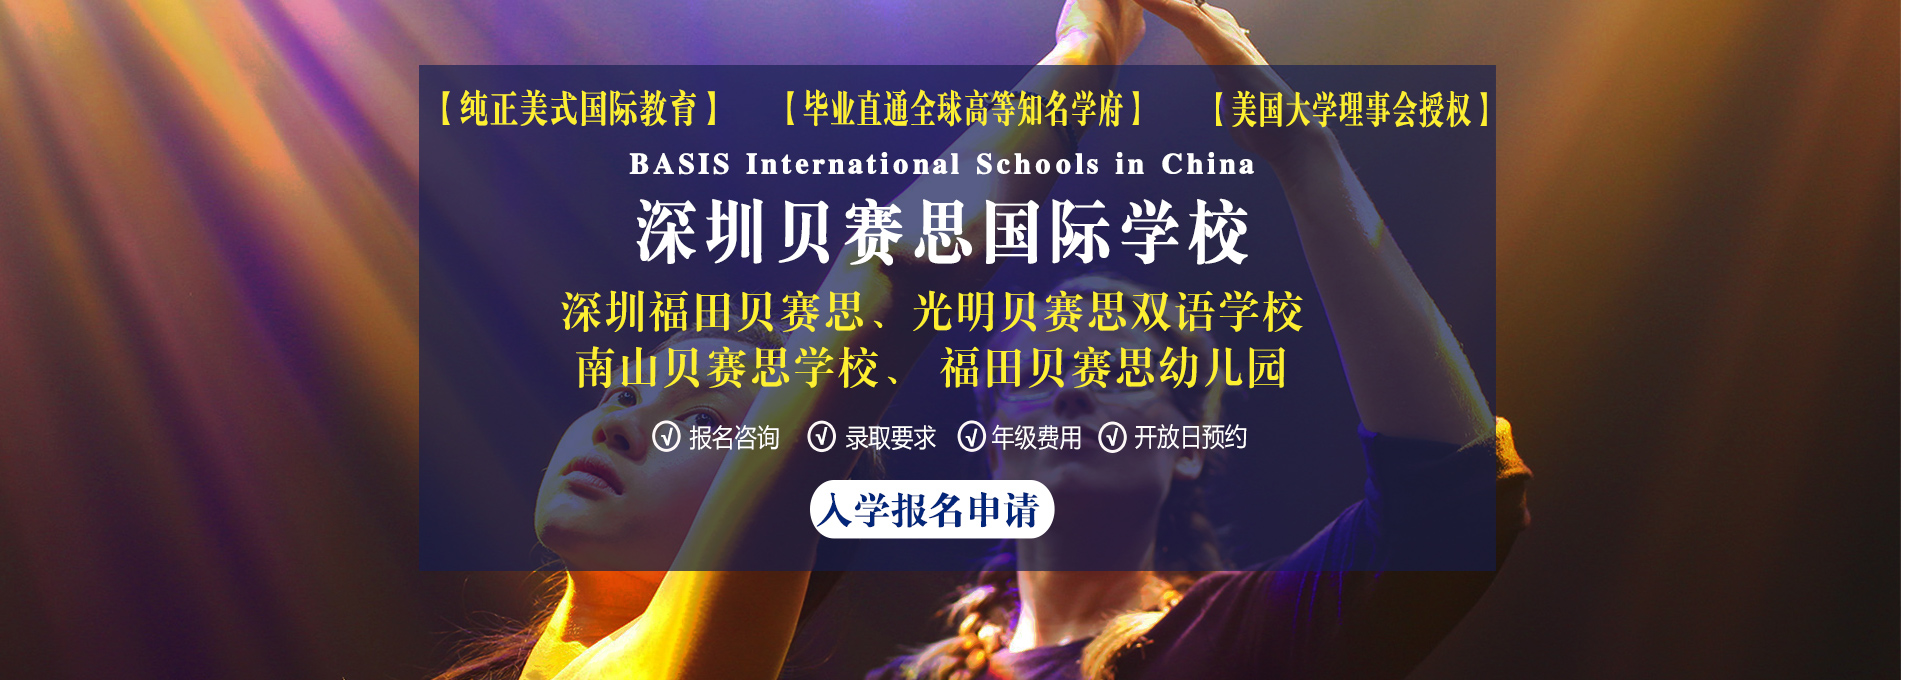 【纯正美式国际教育】 【毕业直通全球高等知名学府】 【美国大学理事会授权】
BASIS International Schools in China
深圳贝赛思国际学校
深圳福田贝赛思、光明贝赛思双语学校
南山贝赛思学校、 福田贝赛思幼儿园
√ 报名咨询 √ 录取要求 √ 年级费用 √ 开放日预约
入学报名申请